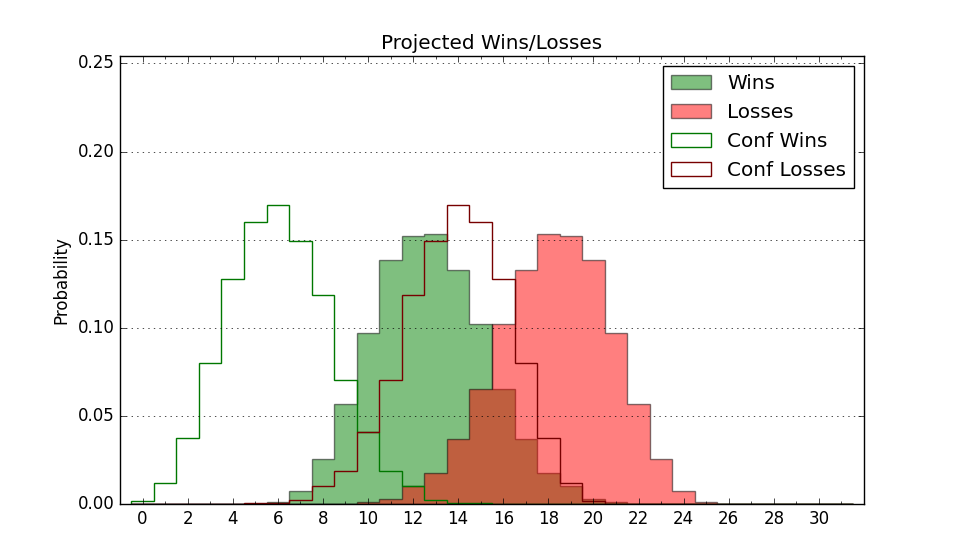 Projected Wins/Losses
0.25
0.20
0.15
0.10
0.05
0.00
Probability
Wins
Losses
Conf Wins
Conf Losses
0 2 4 6 8 10 12 14 16 18 20 22 24 26 28 30